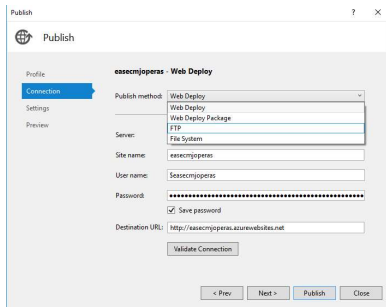 Publish
? X
Publish
Profile
Connection
Settings
Preview
easecmjoperas - Web Deploy
Publish method: Web Deploy
Web Deploy
Web Deploy Package
FTP
File System
Server:
Site name: easecmjoperas
User name: $easecmjoperas
Password: ••••••••••••••••••••••••••••••••••••••••••••••••
Save password
Destination URL: http://easecmjoperas.azurewebsites.net
Validate Connection
< Prev Next > Publish Close